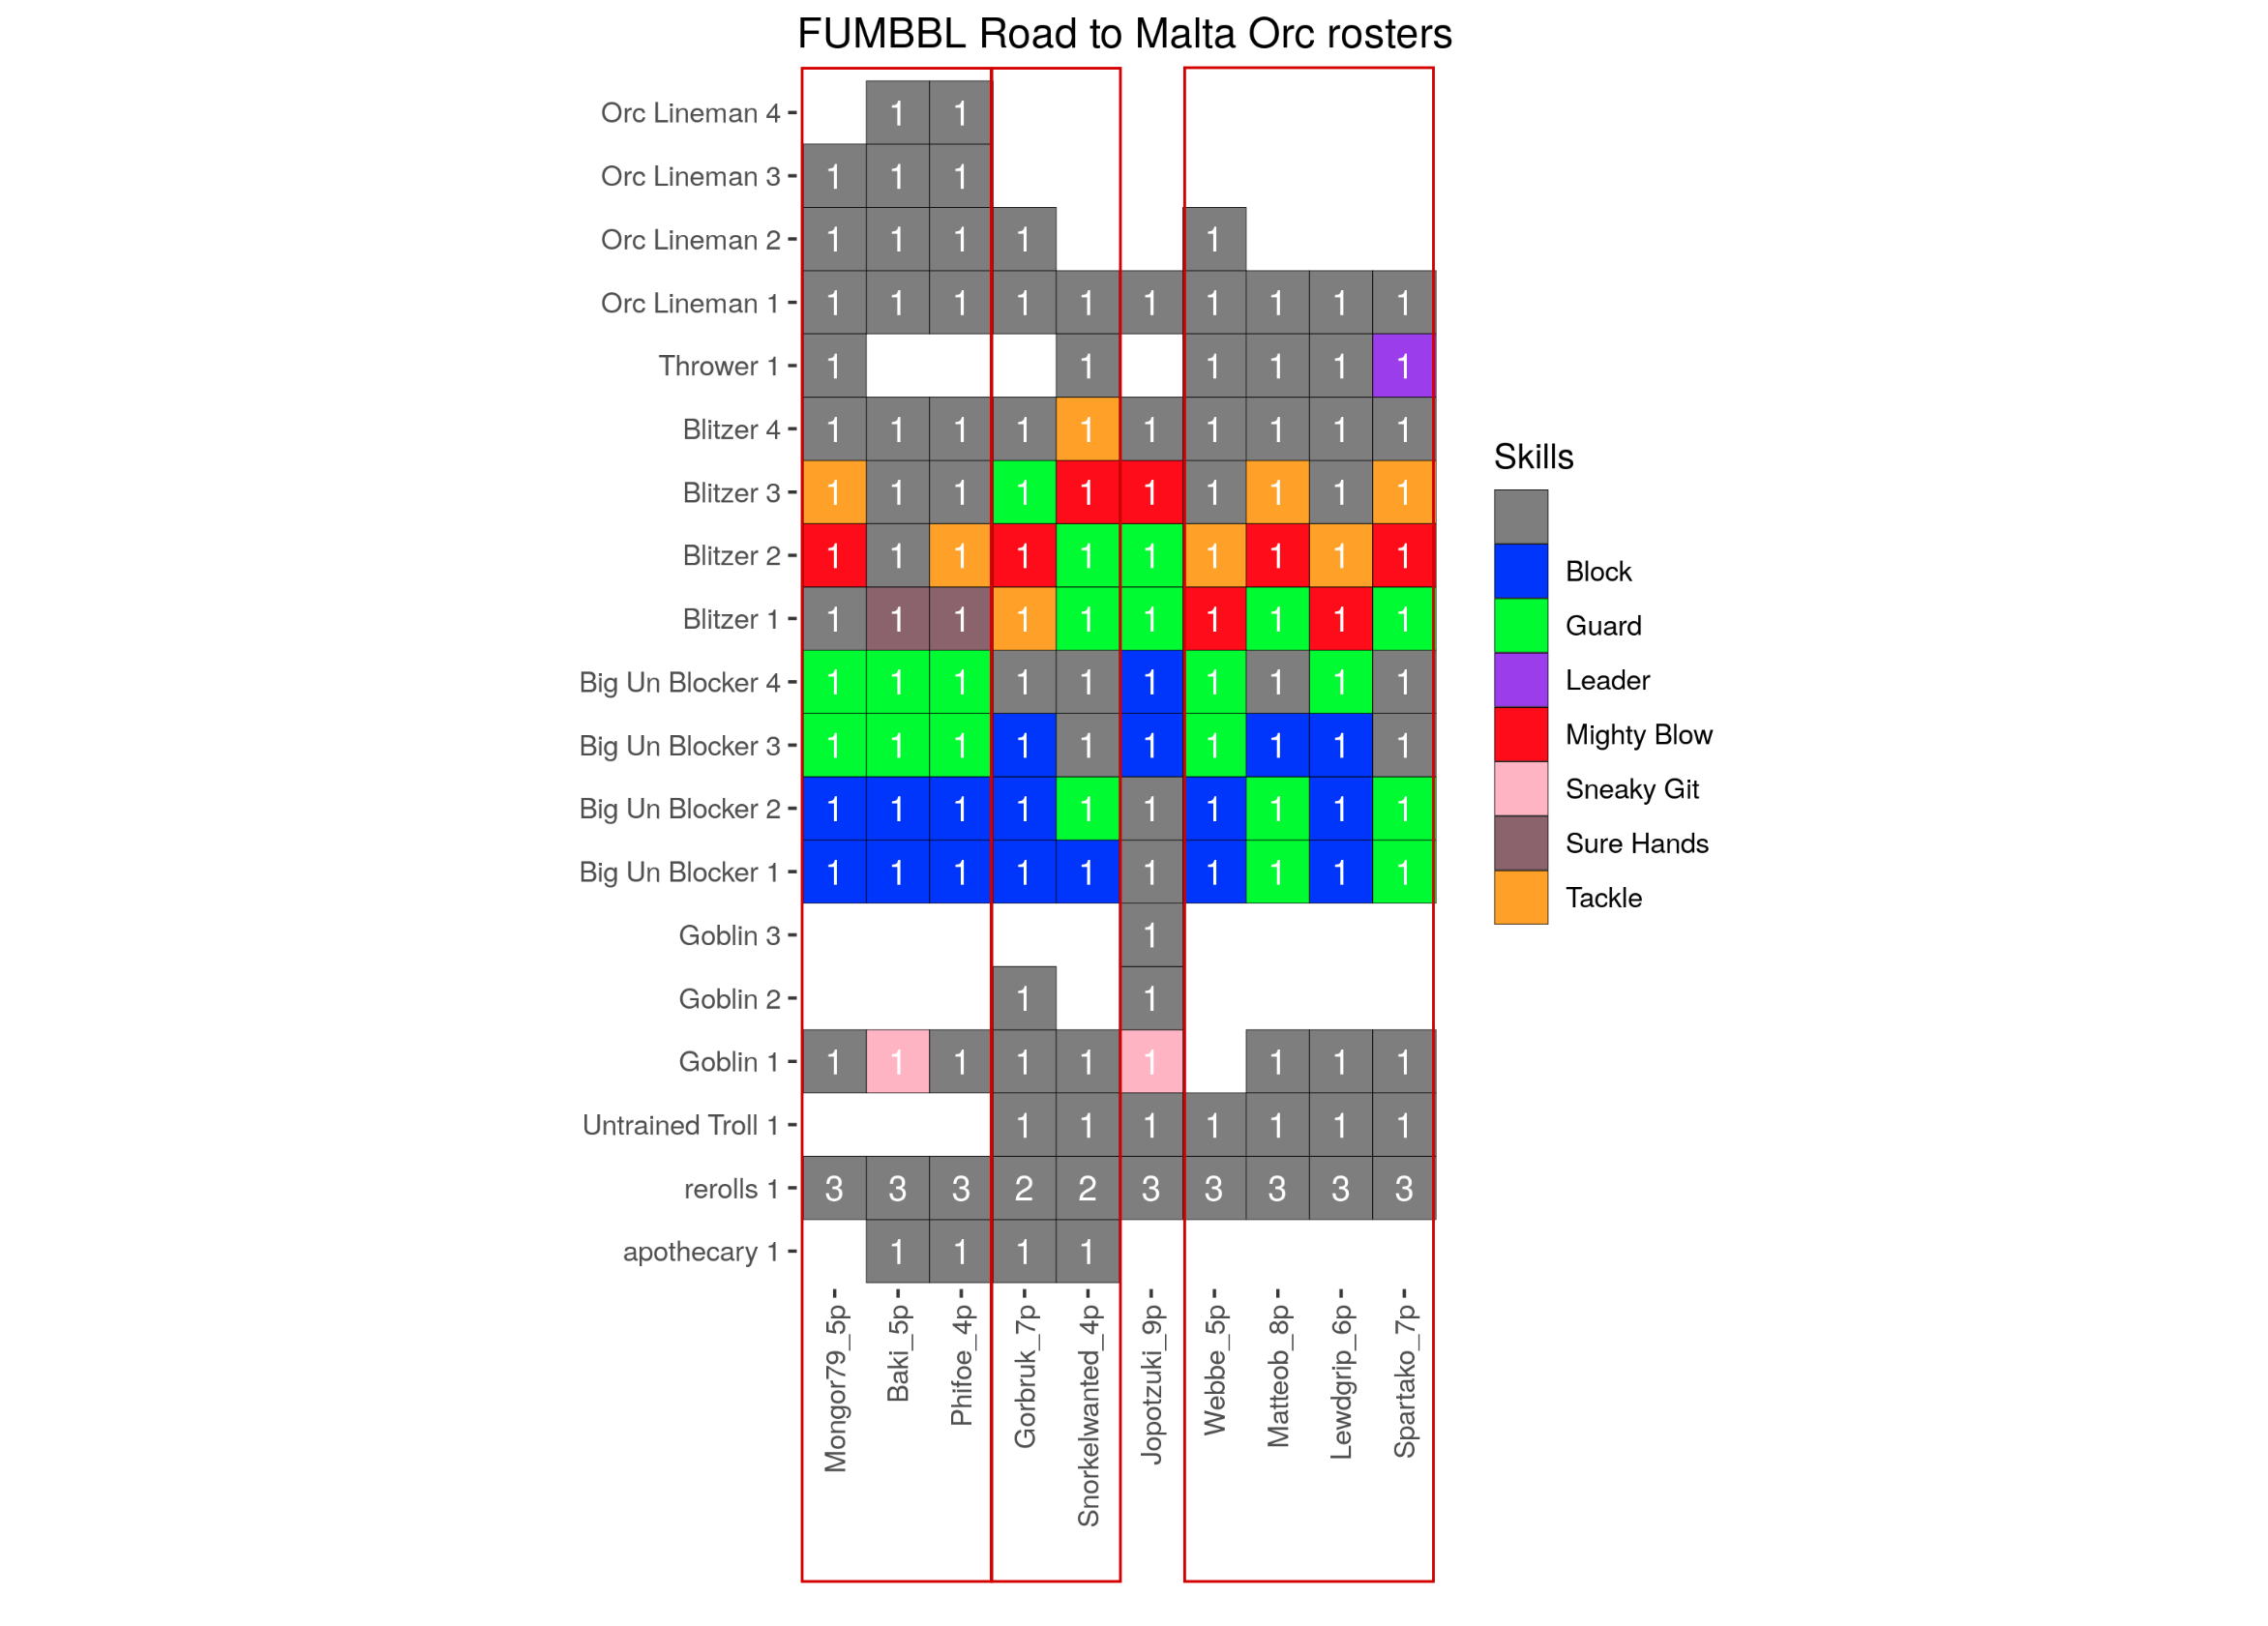 FUMBBL Road to Malta Orc rosters
Orc Lineman 4 1 1
Orc Lineman 3 1 1 1
Orc Lineman 2 1 1 1 1 1
Orc Lineman 1 1 1 1 1 1 1 1 1 1 1
Thrower 1 1 1 1 1 1 1
Blitzer 4 1 1 1 1 1 1 1 1 1 1
Blitzer 3 1 1 1 1 1 1 1 1 1 1
Blitzer 2 1 1 1 1 1 1 1 1 1 1
Blitzer 1 1 1 1 1 1 1 1 1 1 1
Big Un Blocker 4 1 1 1 1 1 1 1 1 1 1
Big Un Blocker 3 1 1 1 1 1 1 1 1 1 1
Big Un Blocker 2 1 1 1 1 1 1 1 1 1 1
Big Un Blocker 1 1 1 1 1 1 1 1 1 1 1
Goblin 3 1
Goblin 2 1 1
Goblin 1 1 1 1 1 1 1 1 1 1
Untrained Troll 1 1 1 1 1 1 1 1
rerolls 1 3 3 3 2 2 3 3 3 3 3
apothecary 1 1 1 1 1
Mongor79_5p
Baki_5p
Phifoe_4p
Gorbruk_7p
Snorkelwanted_4p
Jopotzuki_9p
Webbe_5p
Matteob_8p
Lewdgrip_6p
Spartako_7p
Skills
Block
Guard
Leader
Mighty Blow
Sneaky Git
Sure Hands
Tackle